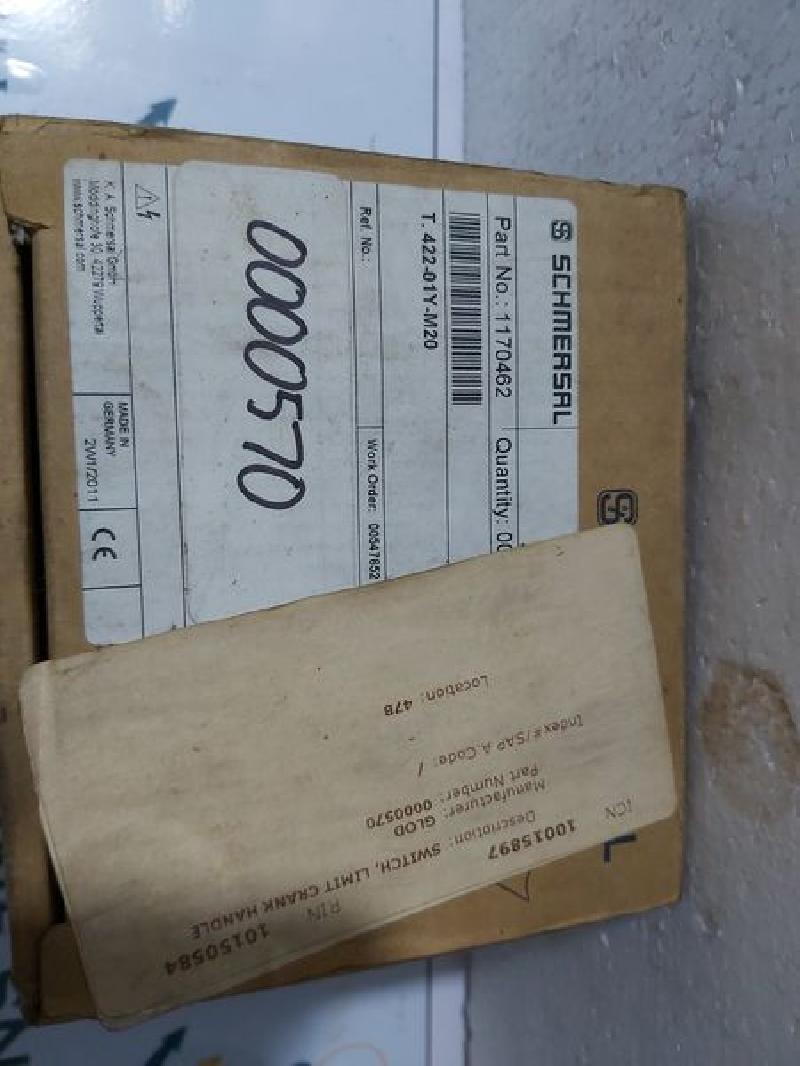 SCHMERSAL
Part No.: 1170462 Quantity: 00
T. 422-01Y-M20
Ref. No.:
Work Order: 00547652
0000570
K. A. Schmersal GmbH
Möddinghofe 30, 42279 Wuppertal
www.schmersal.com
MADE IN
GERMANY
2W1/2011
CE
L
ICN
10015897
RIN
10150584
Description: SWITCH, LIMIT CRANK HANDLE
Manufacturer: GLOD
Part Number: 0000570
Index#/SAP A.Code: /
Location: 47B